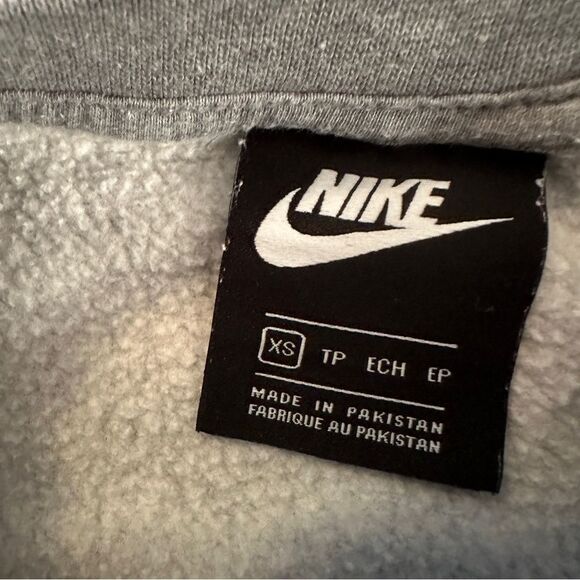 NIKE
XS TP ECH EP
MADE IN PAKISTAN
FABRIQUE AU PAKISTAN